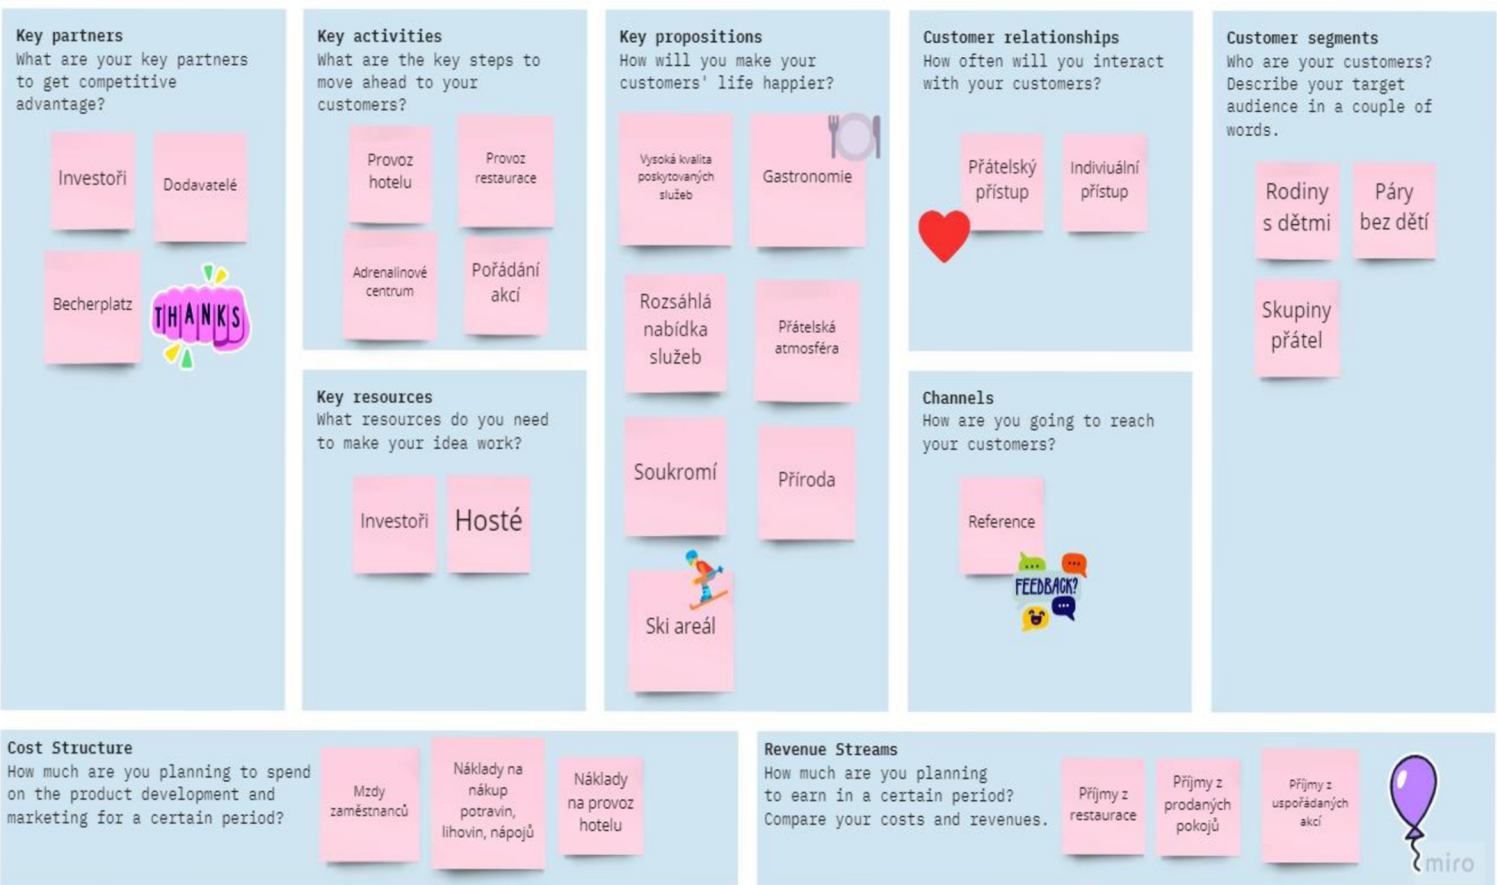 Key partners
What are your key partners
to get competitive
advantage?
Investoři
Dodavatelé
Becherplatz
THANKS
Key activities
What are the key steps to
move ahead to your
customers?
Provoz
hotelu
Provoz
restaurace
Adrenalinové
centrum
Pořádání
akcí
Key resources
What resources do you need
to make your idea work?
Investoři
Hosté
Key propositions
How will you make your
customers' life happier?
Vysoká kvalita
poskytovaných
služeb
Gastronomie
Rozsáhlá
nabídka
služeb
Přátelská
atmosféra
Soukromí
Příroda
Ski areál
Customer relationships
How often will you interact
with your customers?
Přátelský
přístup
Indiviuální
přístup
Channels
How are you going to reach
your customers?
Reference
FEEDBACK?
Customer segments
Who are your customers?
Describe your target
audience in a couple of
words.
Rodiny
s dětmi
Páry
bez dětí
Skupiny
přátel
Cost Structure
How much are you planning to spend
on the product development and
marketing for a certain period?
Mzdy
zaměstnanců
Náklady na
nákup
potravin,
lihovin, nápojů
Náklady
na provoz
hotelu
Revenue Streams
How much are you planning
to earn in a certain period?
Compare your costs and revenues.
Příjmy z
restaurace
Příjmy z
prodaných
pokojů
Příjmy z
uspořádaných
akcí
miro